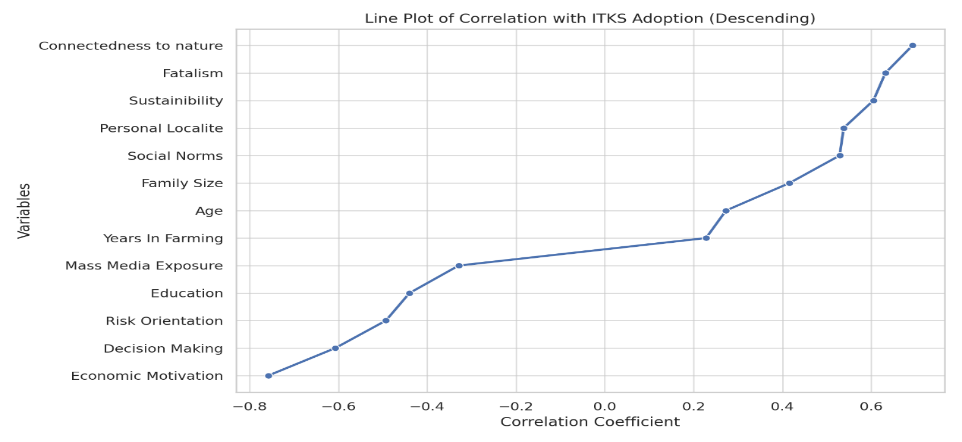 Line Plot of Correlation with ITKS Adoption (Descending)
Connectedness to nature
Fatalism
Sustainibility
Personal Localite
Social Norms
Family Size
Age
Years In Farming
Mass Media Exposure
Education
Risk Orientation
Decision Making
Economic Motivation
Variables
−0.8 −0.6 −0.4 −0.2 0.0 0.2 0.4 0.6
Correlation Coefficient